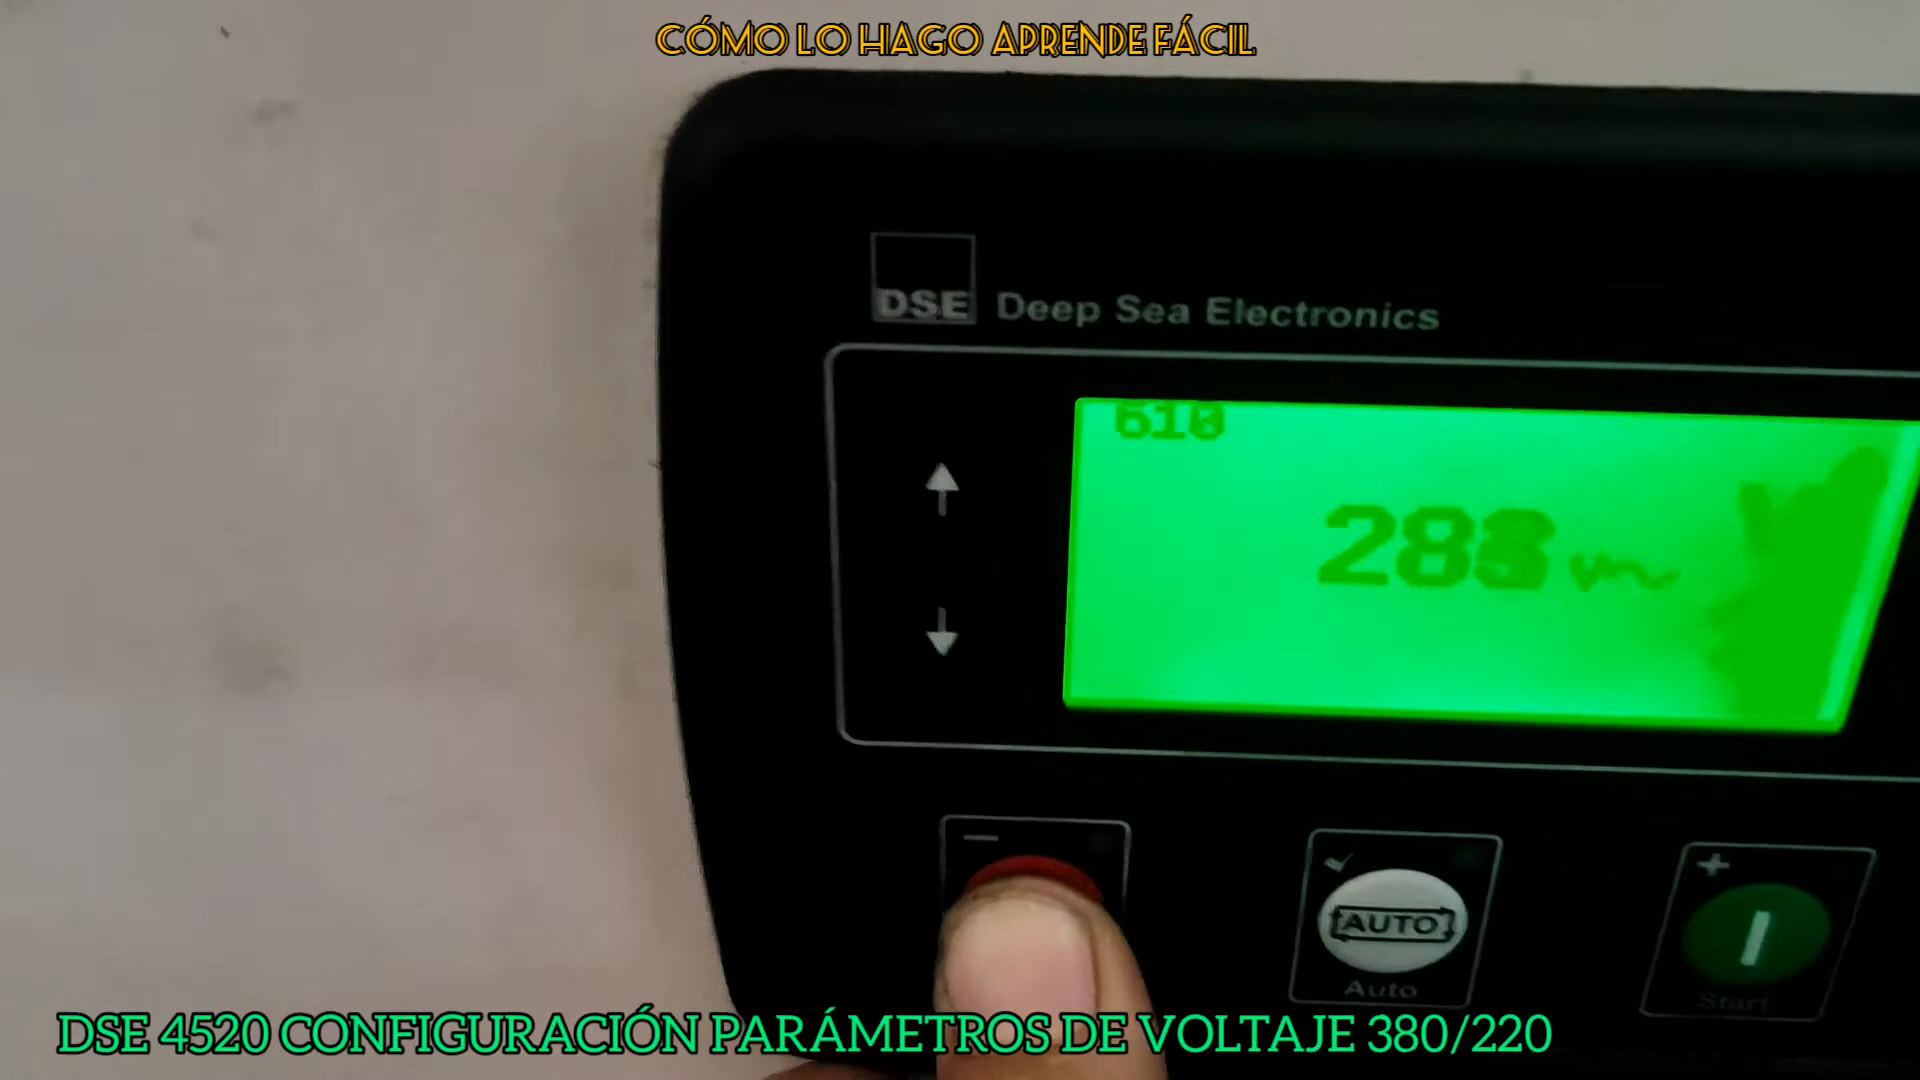 CÓMO LO HAGO APRENDE FÁCIL
DSE Deep Sea Electronics
610
V~
AUTO
Auto
Start
DSE 4520 CONFIGURACIÓN PARÁMETROS DE VOLTAJE 380/220